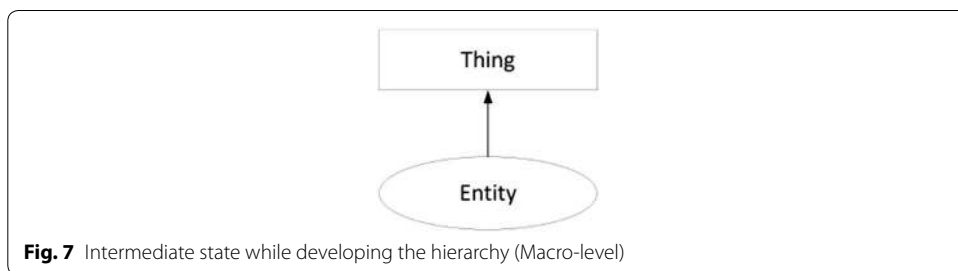 Thing
Entity
Fig. 7 Intermediate state while developing the hierarchy (Macro-level)